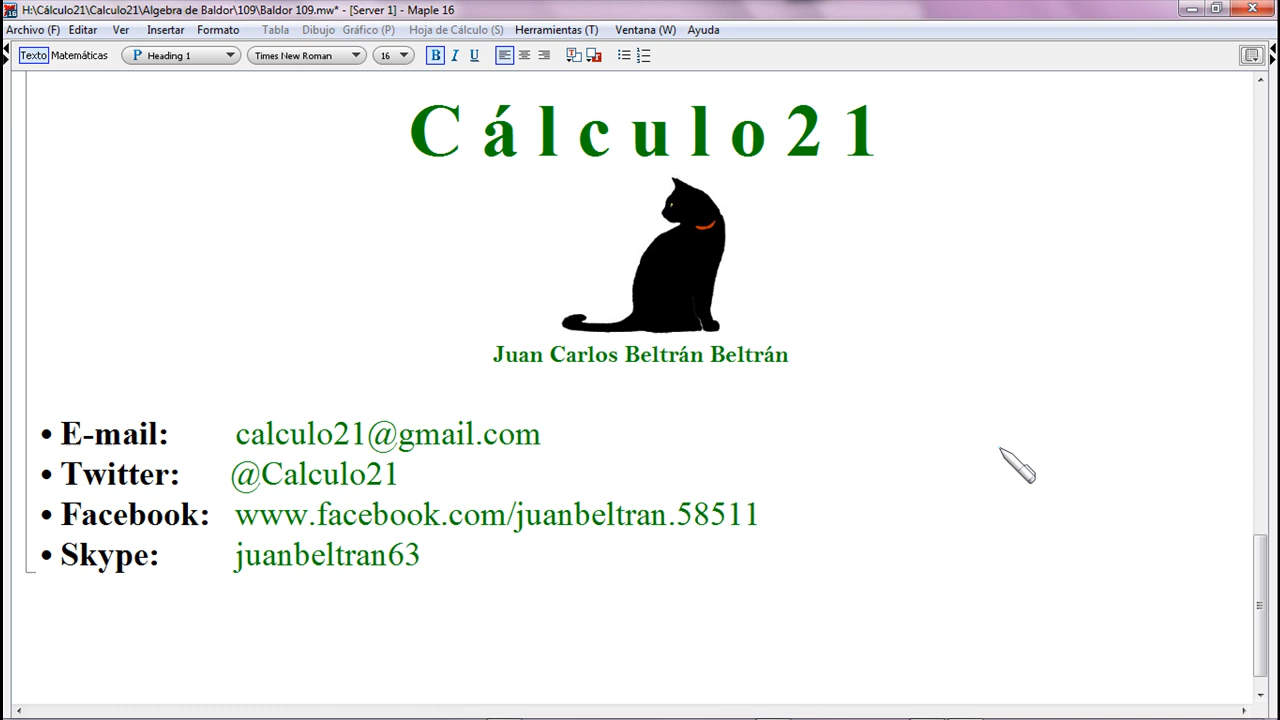 H:\Cálculo21\Calculo21\Algebra de Baldor\109\Baldor 109.mw* - [Server 1] - Maple 16
Archivo (F) Editar Ver Insertar Formato Tabla Dibujo Gráfico (P) Hoja de Cálculo (S) Herramientas (T) Ventana (W) Ayuda
Texto Matemáticas P Heading 1 Times New Roman 16 B I U
Cálculo21
Juan Carlos Beltrán Beltrán
• E-mail: calculo21@gmail.com
• Twitter: @Calculo21
• Facebook: www.facebook.com/juanbeltran.58511
• Skype: juanbeltran63